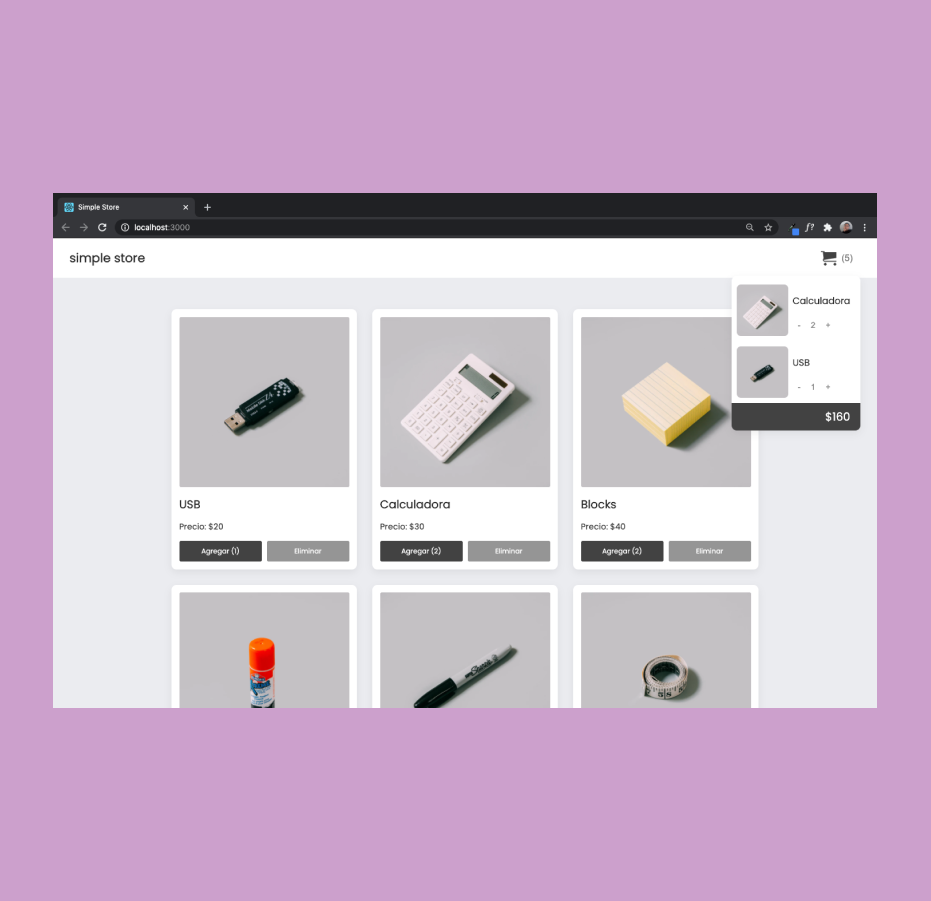 Simple Store
localhost:3000
f?
simple store
(5)
Calculadora
- 2 +
USB
- 1 +
$160
USB
Precio: $20
Agregar (1)
Eliminar
Calculadora
Precio: $30
Agregar (2)
Eliminar
Blocks
Precio: $40
Agregar (2)
Eliminar
Sharpie